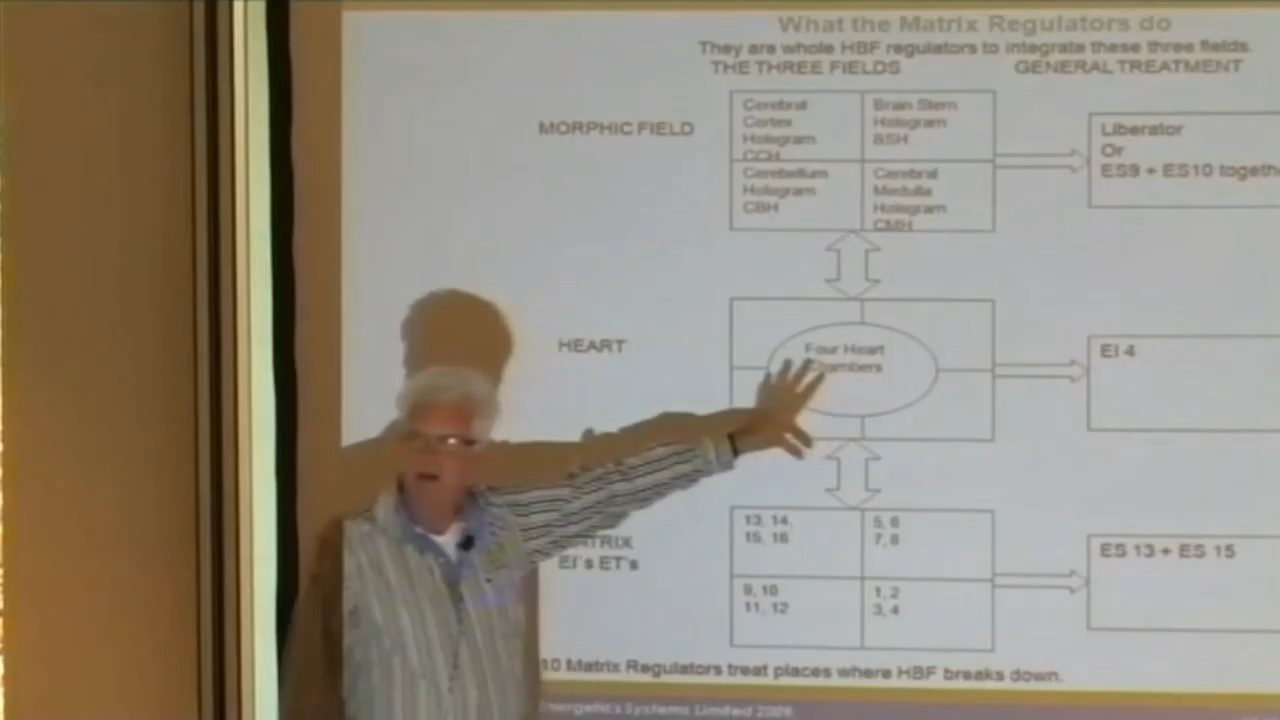 What the Matrix Regulators do
They are whole HBF regulators to integrate these three fields.
THE THREE FIELDS
GENERAL TREATMENT
MORPHIC FIELD
Cerebral
Cortex
Hologram
CCH
Brain Stem
Hologram
BSH
Cerebellum
Hologram
CBH
Cerebral
Medulla
Hologram
CMH
Liberator
Or
ES9 + ES10 togeth
HEART
Four Heart
Chambers
EI 4
MATRIX
EI's ET's
13, 14,
15, 16
5, 6
7, 8
9, 10
11, 12
1, 2
3, 4
ES 13 + ES 15
10 Matrix Regulators treat places where HBF breaks down.
Energetics Systems Limited